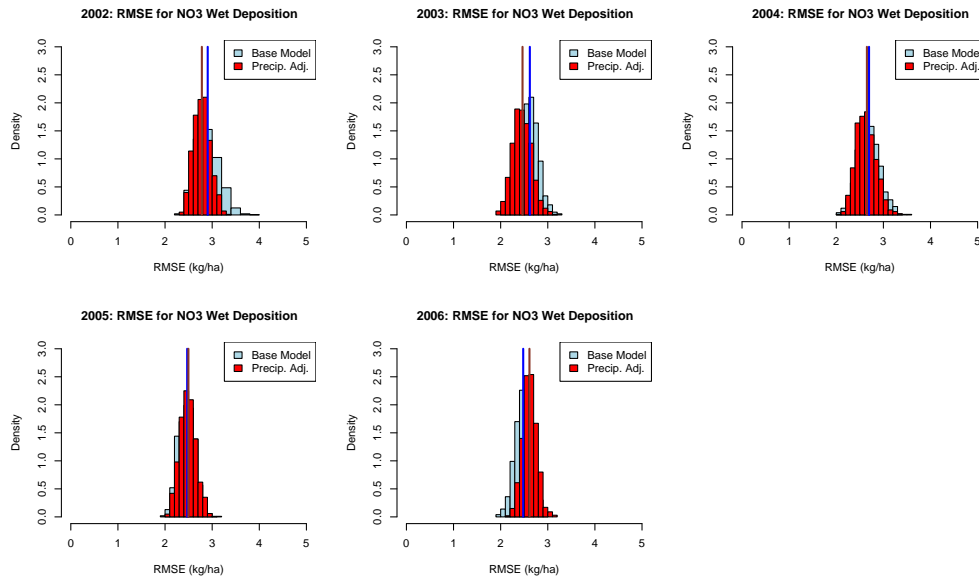 2002: RMSE for NO3 Wet Deposition
Density
0.0 0.5 1.0 1.5 2.0 2.5 3.0
Base Model
Precip. Adj.
0 1 2 3 4 5
RMSE (kg/ha)
2003: RMSE for NO3 Wet Deposition
Density
0.0 0.5 1.0 1.5 2.0 2.5 3.0
Base Model
Precip. Adj.
0 1 2 3 4 5
RMSE (kg/ha)
2004: RMSE for NO3 Wet Deposition
Density
0.0 0.5 1.0 1.5 2.0 2.5 3.0
Base Model
Precip. Adj.
0 1 2 3 4 5
RMSE (kg/ha)
2005: RMSE for NO3 Wet Deposition
Density
0.0 0.5 1.0 1.5 2.0 2.5 3.0
Base Model
Precip. Adj.
0 1 2 3 4 5
RMSE (kg/ha)
2006: RMSE for NO3 Wet Deposition
Density
0.0 0.5 1.0 1.5 2.0 2.5 3.0
Base Model
Precip. Adj.
0 1 2 3 4 5
RMSE (kg/ha)